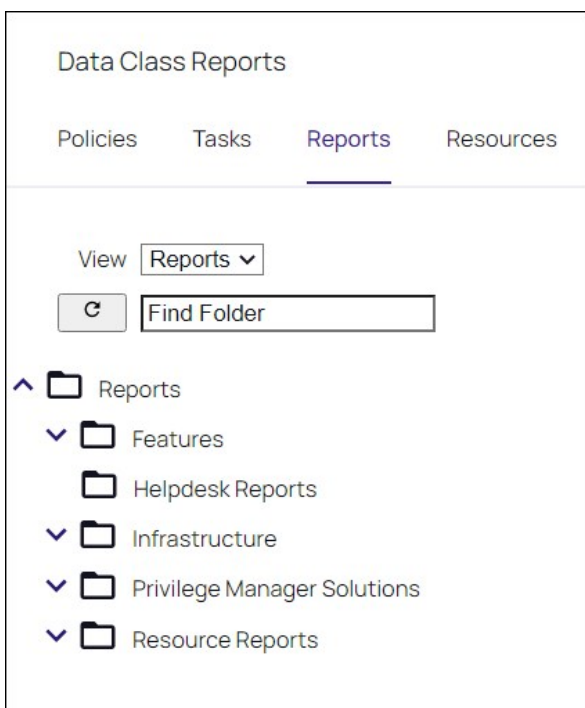 Data Class Reports
Policies Tasks Reports Resources
View Reports
Find Folder
Reports
Features
Helpdesk Reports
Infrastructure
Privilege Manager Solutions
Resource Reports